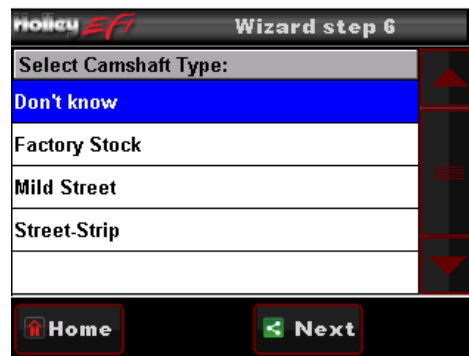 Holley EFI Wizard step 6
Select Camshaft Type:
Don't know
Factory Stock
Mild Street
Street-Strip
Home Next